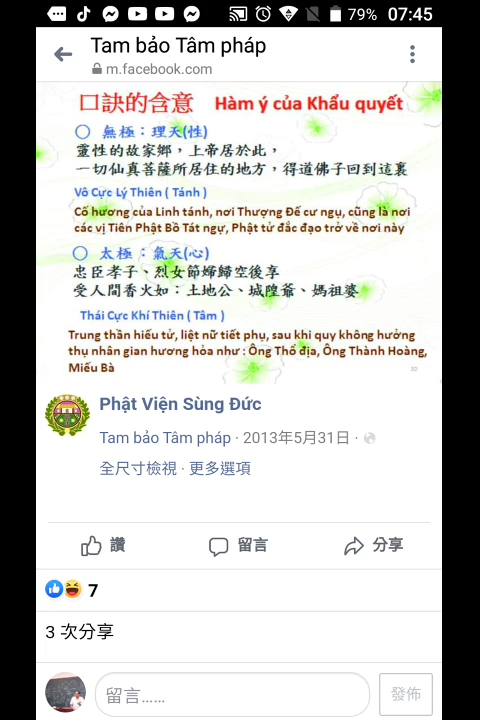 79% 07:45
Tam bảo Tâm pháp
m.facebook.com
口訣的含意 Hàm ý của Khẩu quyết
○ 無極：理天(性)
靈性的故家鄉，上帝居於此，
一切仙真菩薩所居住的地方，得道佛子回到這裏
Vô Cực Lý Thiên ( Tánh )
Cố hương của Linh tánh, nơi Thượng Đế cư ngụ, cũng là nơi
các vị Tiên Phật Bồ Tát ngự, Phật tử đắc đạo trở về nơi này
○ 太極：氣天(心)
忠臣孝子、烈女節婦歸空後享
受人間香火如：土地公、城隍爺、媽祖婆
Thái Cực Khí Thiên ( Tâm )
Trung thần hiếu tử, liệt nữ tiết phụ, sau khi quy không hưởng
thụ nhân gian hương hỏa như : Ông Thổ địa, Ông Thành Hoàng,
Miếu Bà
32
Phật Viện Sùng Đức
Tam bảo Tâm pháp · 2013年5月31日 ·
全尺寸檢視 · 更多選項
讚 留言 分享
7
3 次分享
留言…… 發佈